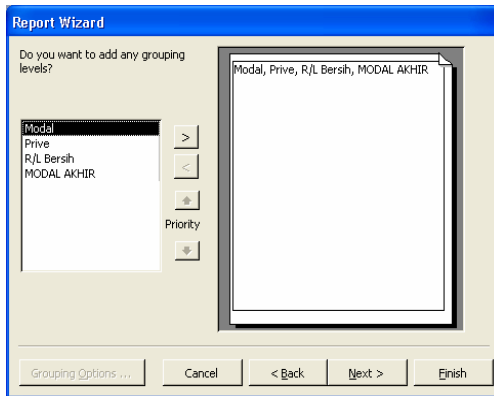 Report Wizard
Do you want to add any grouping
levels?
Modal
Prive
R/L Bersih
MODAL AKHIR
>
<
Priority
Modal, Prive, R/L Bersih, MODAL AKHIR
Grouping Options ...
Cancel
< Back
Next >
Finish